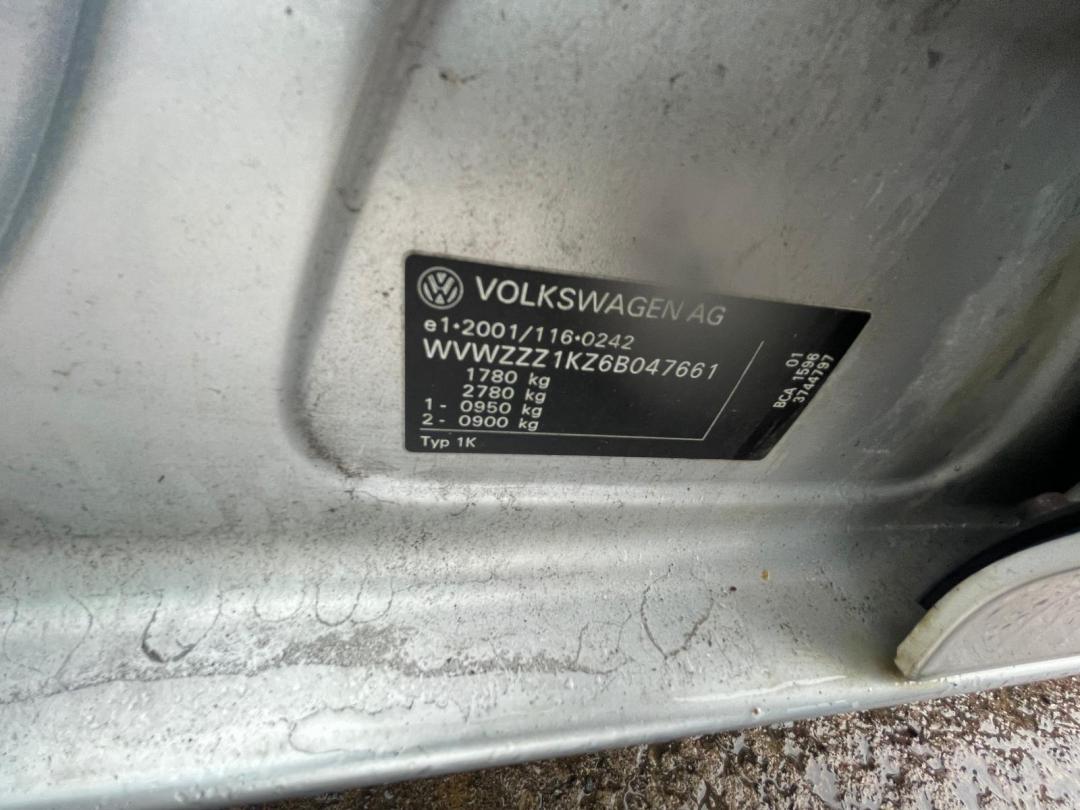 VOLKSWAGEN AG
e1•2001/116•0242
WVWZZZ1KZ6B047661
1780 kg
2780 kg
1- 0950 kg
2- 0900 kg
Typ 1K
01
BCA 1596
3744797